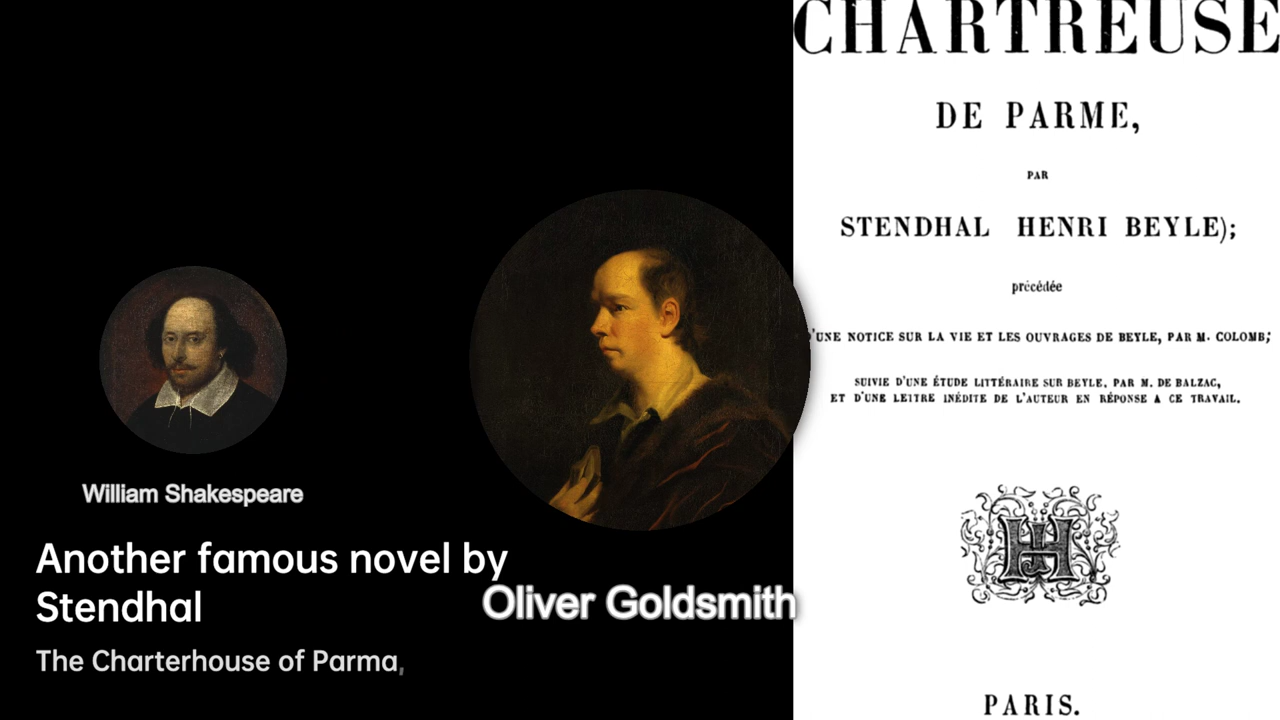 William Shakespeare
Another famous novel by
Stendhal
Oliver Goldsmith
The Charterhouse of Parma,
CHARTREUSE
DE PARME,
PAR
STENDHAL HENRI BEYLE);
précédée
D'UNE NOTICE SUR LA VIE ET LES OUVRAGES DE BEYLE, PAR M. COLOMB;
SUIVIE D'UNE ÉTUDE LITTÉRAIRE SUR BEYLE, PAR M. DE BALZAC,
ET D'UNE LETTRE INÉDITE DE L'AUTEUR EN RÉPONSE A CE TRAVAIL.
PARIS.